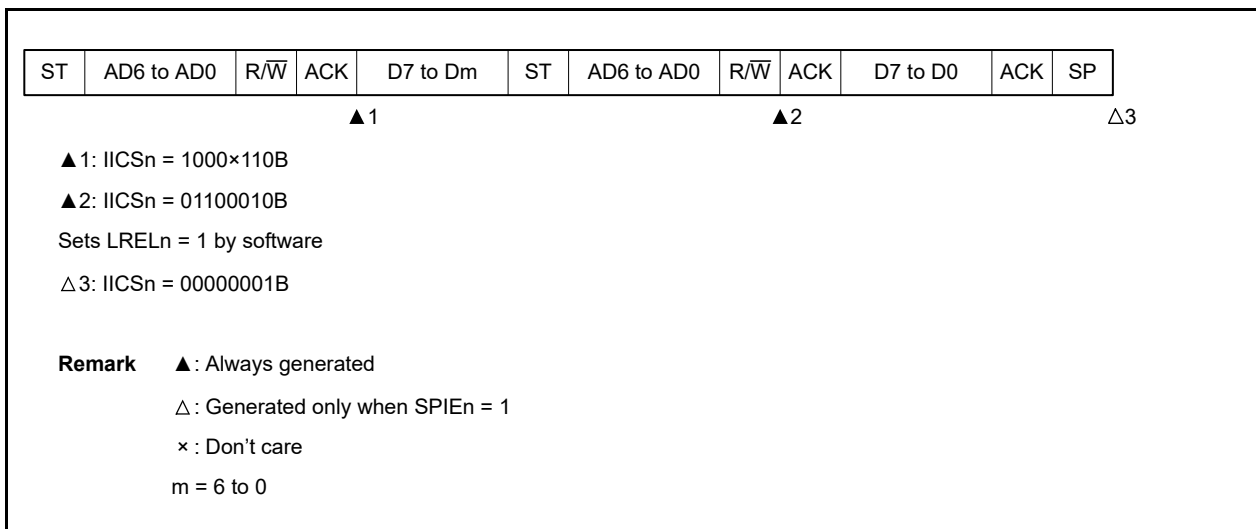 ST AD6 to AD0 R/W̅ ACK D7 to Dm ST AD6 to AD0 R/W̅ ACK D7 to D0 ACK SP
▲1 ▲2 △3
▲1: IICSn = 1000×110B
▲2: IICSn = 01100010B
Sets LRELn = 1 by software
△3: IICSn = 00000001B
Remark ▲: Always generated
△: Generated only when SPIEn = 1
×: Don’t care
m = 6 to 0